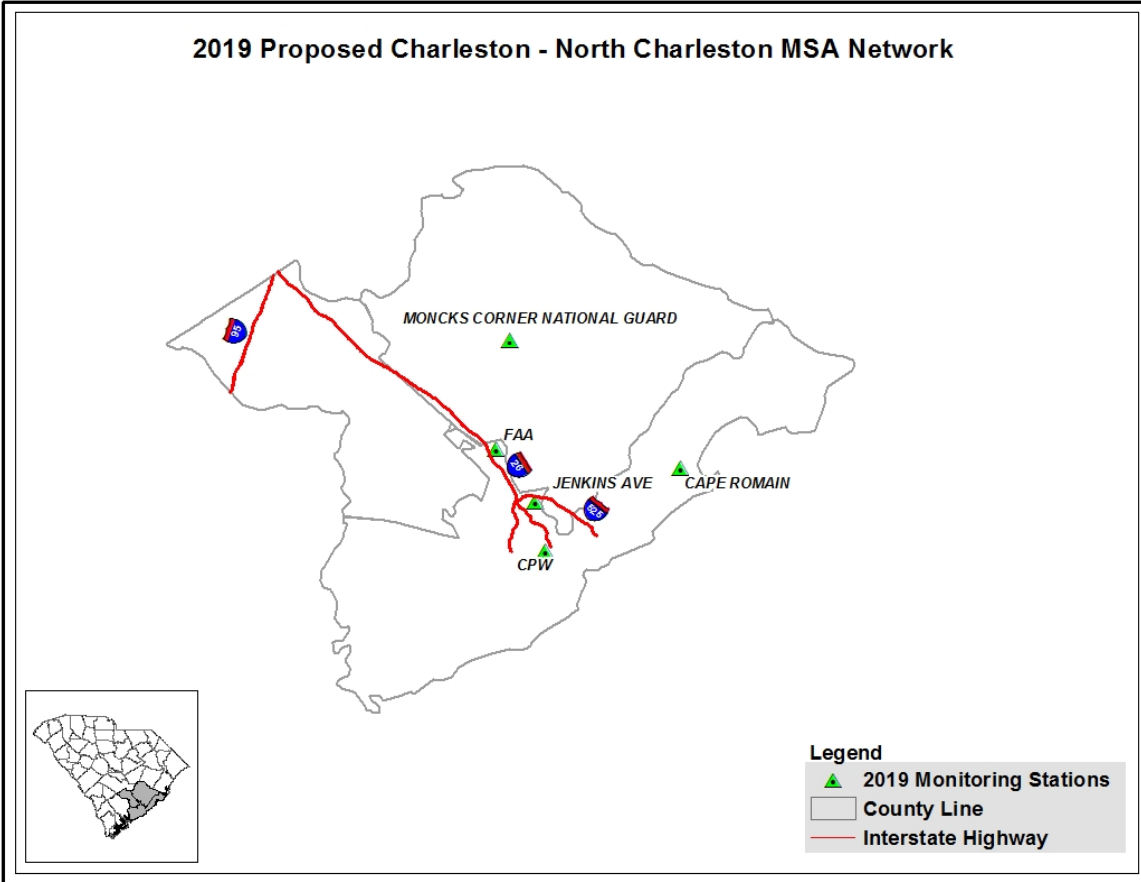 2019 Proposed Charleston - North Charleston MSA Network
MONCKS CORNER NATIONAL GUARD
95
FAA
26
JENKINS AVE
CAPE ROMAIN
526
CPW
Legend
2019 Monitoring Stations
County Line
Interstate Highway